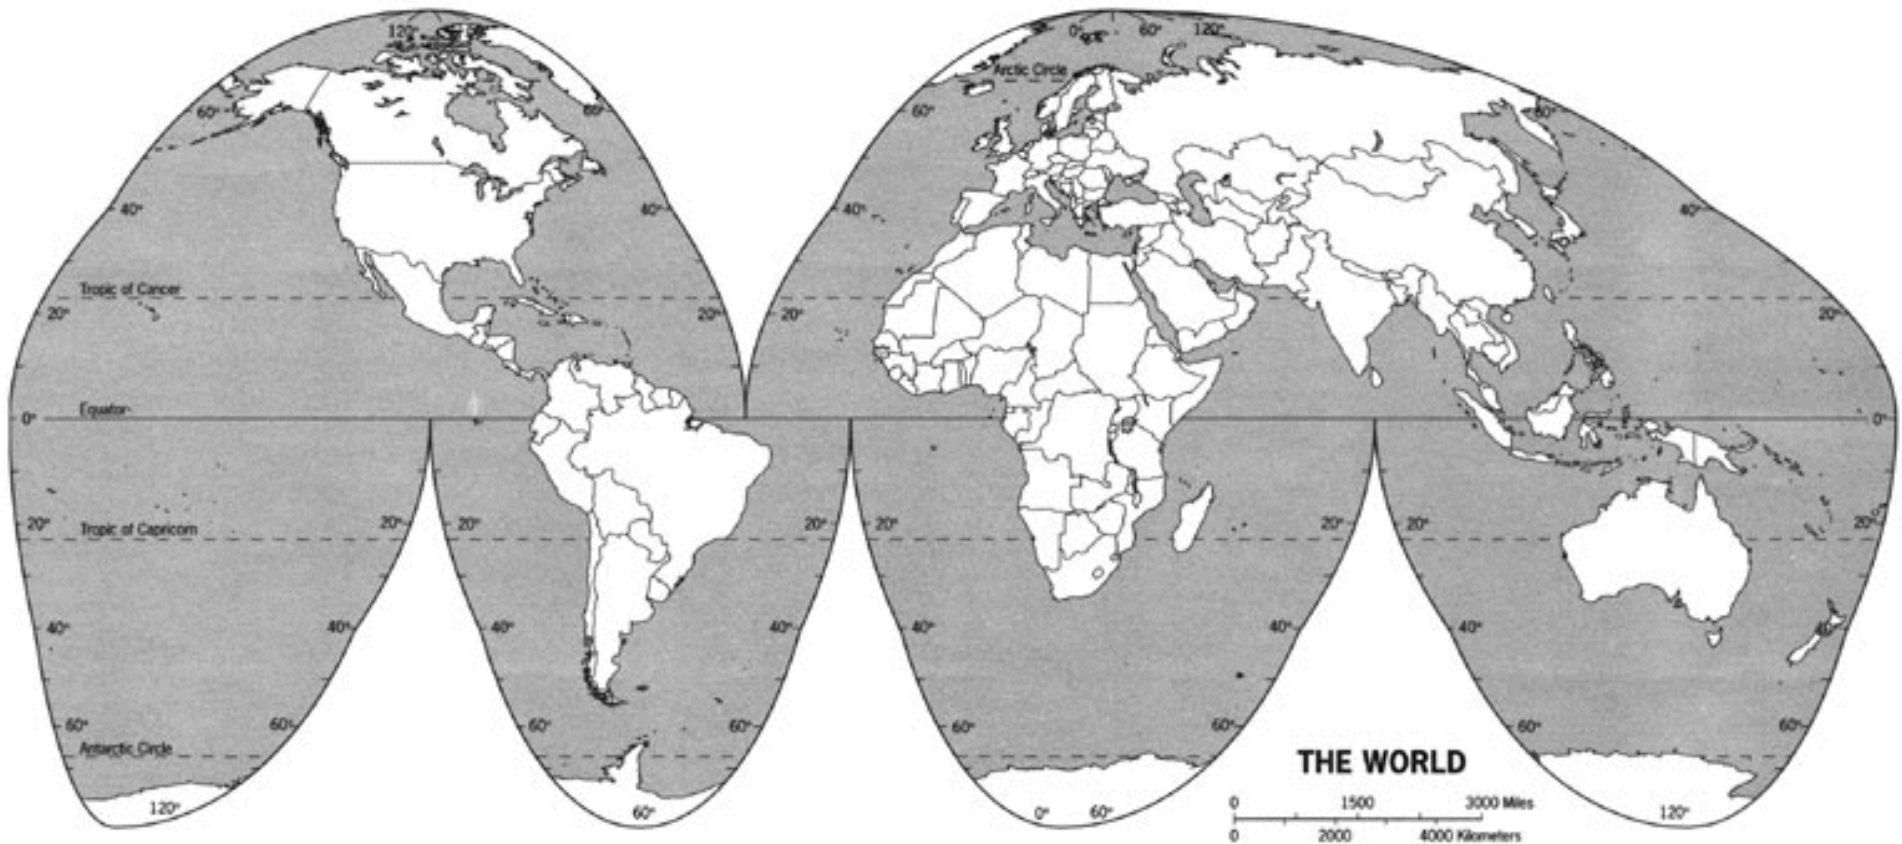 120°
0° 60° 120°
Arctic Circle
60° 60° 60° 60°
40° 40° 40° 40°
Tropic of Cancer
20° 20° 20° 20°
Equator
0° 0°
20° 20° 20° 20° 20° 20° 20° 20°
Tropic of Capricorn
40° 40° 40° 40° 40° 40° 40° 40°
60° 60° 60° 60° 60° 60° 60° 60°
Antarctic Circle
THE WORLD
120° 60° 0° 60° 120°
0 1500 3000 Miles
0 2000 4000 Kilometers